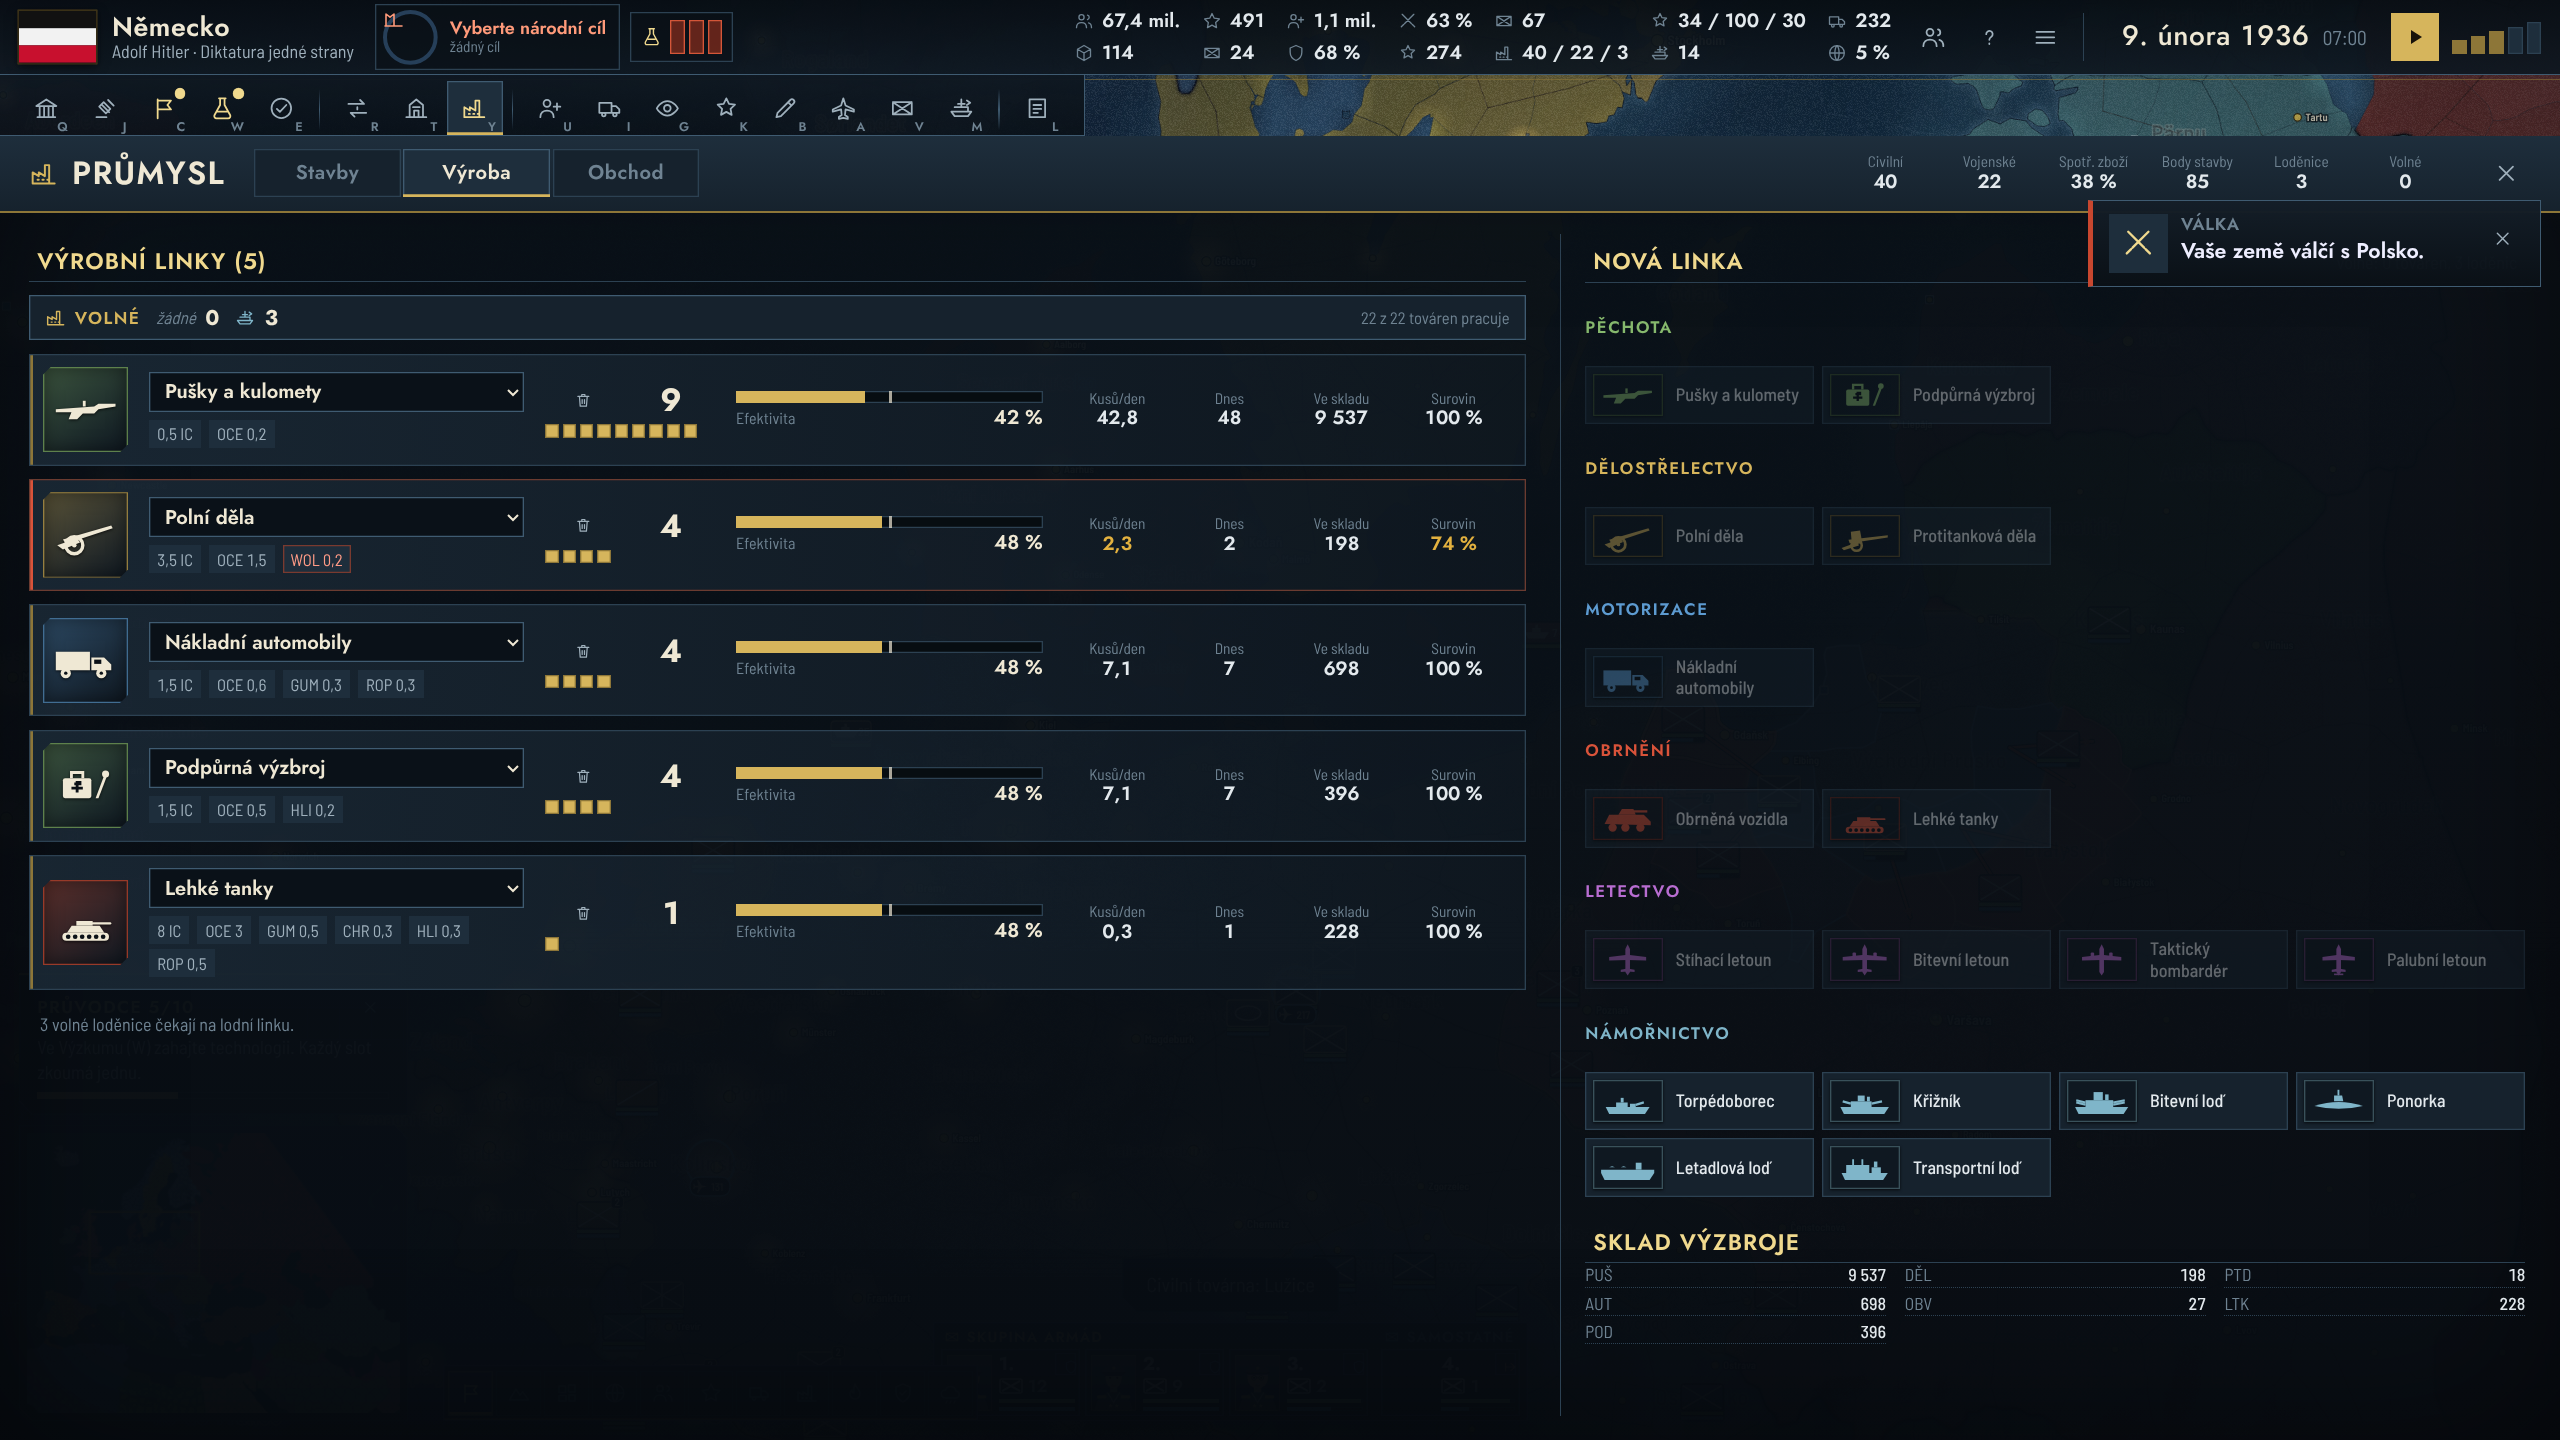 Německo
Adolf Hitler · Diktatura jedné strany
Vyberte národní cíl
žádný cíl
67,4 mil. 491 1,1 mil. 63 % 67 34 / 100 / 30 232
114 24 68 % 274 40 / 22 / 3 14 5 %
?
9. února 1936 07:00
Q J C W E R T Y U I G K B A V M L
Tartu
Pärnu
PRŮMYSL
Stavby
Výroba
Obchod
Civilní 40
Vojenské 22
Spotř. zboží 38 %
Body stavby 85
Loděnice 3
Volné 0
VÁLKA
Vaše země válčí s Polsko.
VÝROBNÍ LINKY (5)
VOLNÉ žádné 0 3
22 z 22 továren pracuje
Pušky a kulomety
0,5 IC OCE 0,2
9
Efektivita 42 %
Kusů/den 42,8
Dnes 48
Ve skladu 9 537
Surovin 100 %
Polní děla
3,5 IC OCE 1,5 WOL 0,2
4
Efektivita 48 %
Kusů/den 2,3
Dnes 2
Ve skladu 198
Surovin 74 %
Nákladní automobily
1,5 IC OCE 0,6 GUM 0,3 ROP 0,3
4
Efektivita 48 %
Kusů/den 7,1
Dnes 7
Ve skladu 698
Surovin 100 %
Podpůrná výzbroj
1,5 IC OCE 0,5 HLI 0,2
4
Efektivita 48 %
Kusů/den 7,1
Dnes 7
Ve skladu 396
Surovin 100 %
Lehké tanky
8 IC OCE 3 GUM 0,5 CHR 0,3 HLI 0,3
ROP 0,5
1
Efektivita 48 %
Kusů/den 0,3
Dnes 1
Ve skladu 228
Surovin 100 %
PRŮVODCE 5/10
3 volné loděnice čekají na lodní linku.
NOVÁ LINKA
PĚCHOTA
Pušky a kulomety
Podpůrná výzbroj
DĚLOSTŘELECTVO
Polní děla
Protitanková děla
MOTORIZACE
Nákladní
automobily
OBRNĚNÍ
Obrněná vozidla
Lehké tanky
LETECTVO
Stíhací letoun
Bitevní letoun
Taktický
bombardér
Palubní letoun
NÁMOŘNICTVO
Torpédoborec
Křižník
Bitevní loď
Ponorka
Letadlová loď
Transportní loď
SKLAD VÝZBROJE
PUŠ 9 537 DĚL 198 PTD 18
AUT 698 OBV 27 LTK 228
POD 396